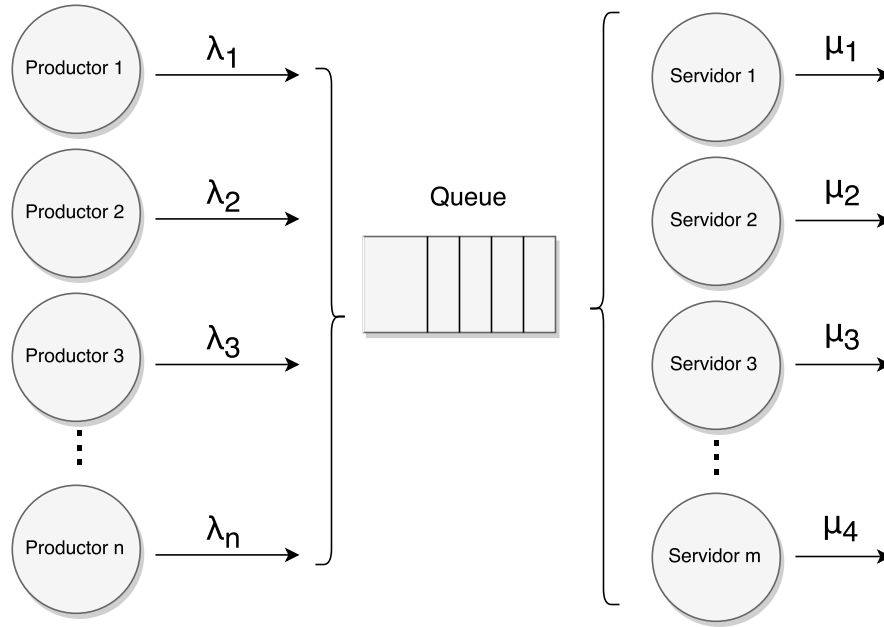 Productor 1
λ1
Productor 2
λ2
Productor 3
λ3
Productor n
λn
Queue
Servidor 1
μ1
Servidor 2
μ2
Servidor 3
μ3
Servidor m
μ4